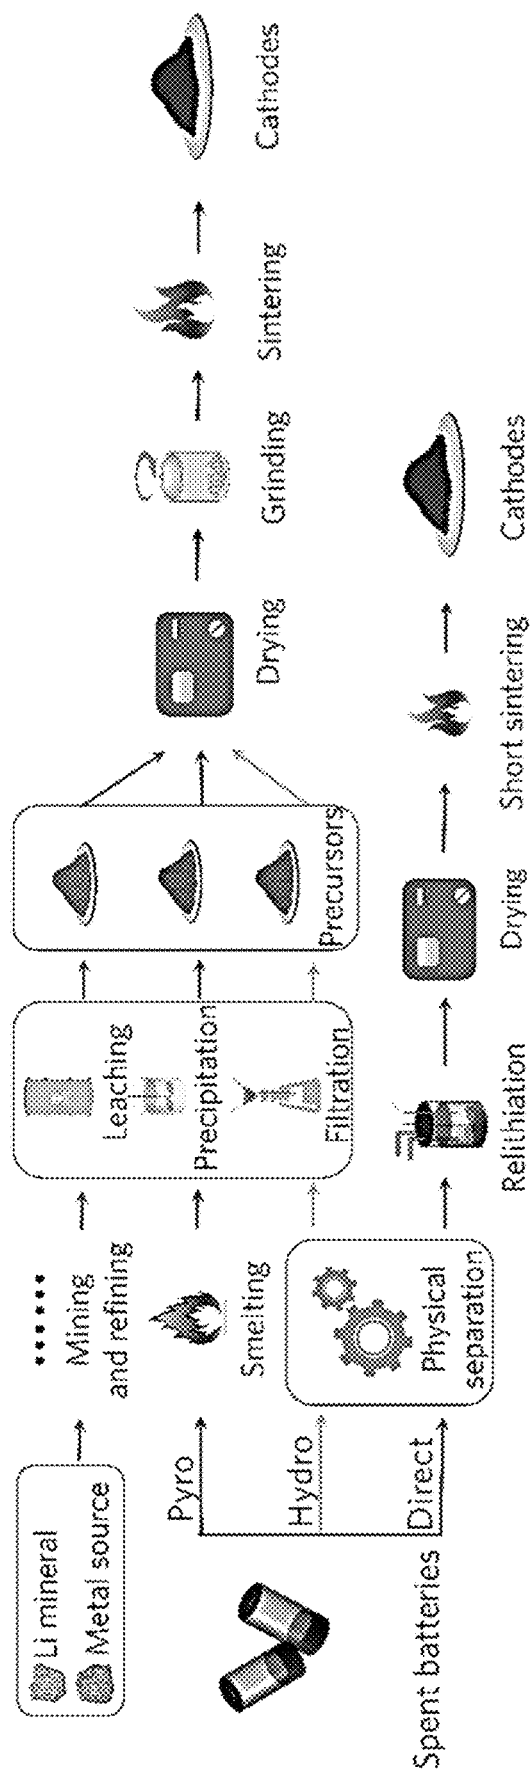 Li mineral
Metal source
Mining
and refining
Leaching
Precipitation
Filtration
Precursors
Drying
Grinding
Sintering
Cathodes
Spent batteries
Pyro
Hydro
Direct
Smelting
Physical
separation
Relithiation
Drying
Short sintering
Cathodes